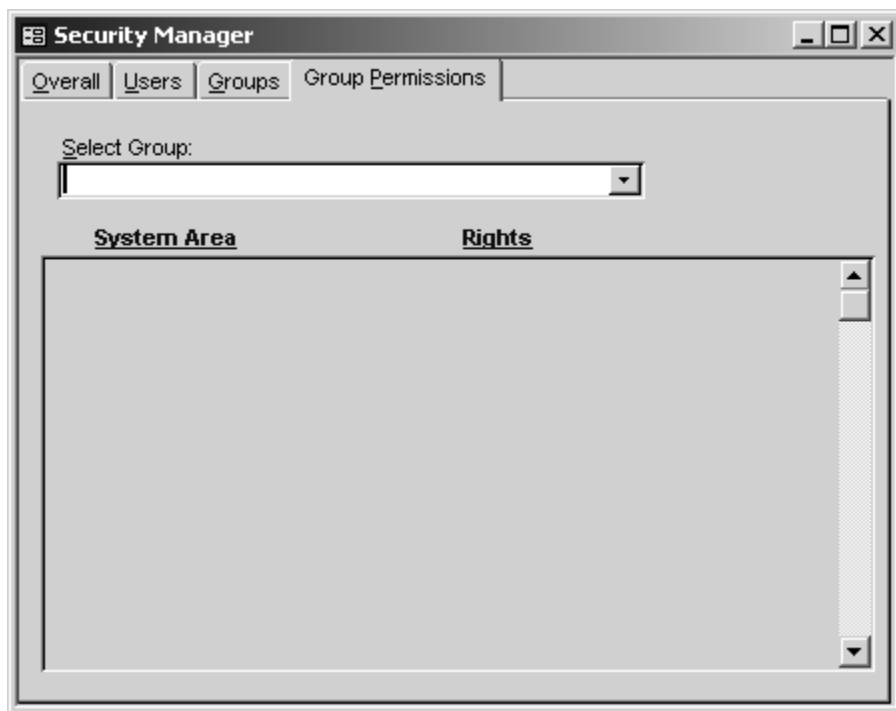 Security Manager
Overall Users Groups Group Permissions
Select Group:
System Area Rights